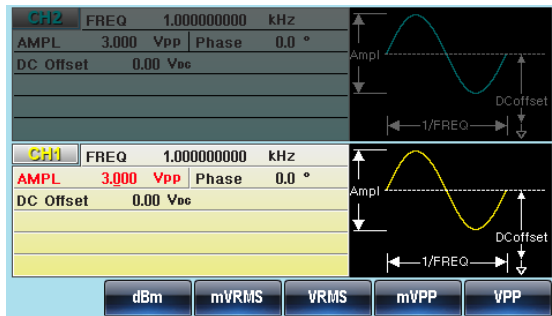 CH2 FREQ 1.000000000 kHz
AMPL 3.000 Vpp Phase 0.0 °
DC Offset 0.00 VDC
Ampl
DCoffset
1/FREQ
CH1 FREQ 1.000000000 kHz
AMPL 3.000 Vpp Phase 0.0 °
DC Offset 0.00 VDC
Ampl
DCoffset
1/FREQ
dBm mVRMS VRMS mVPP VPP